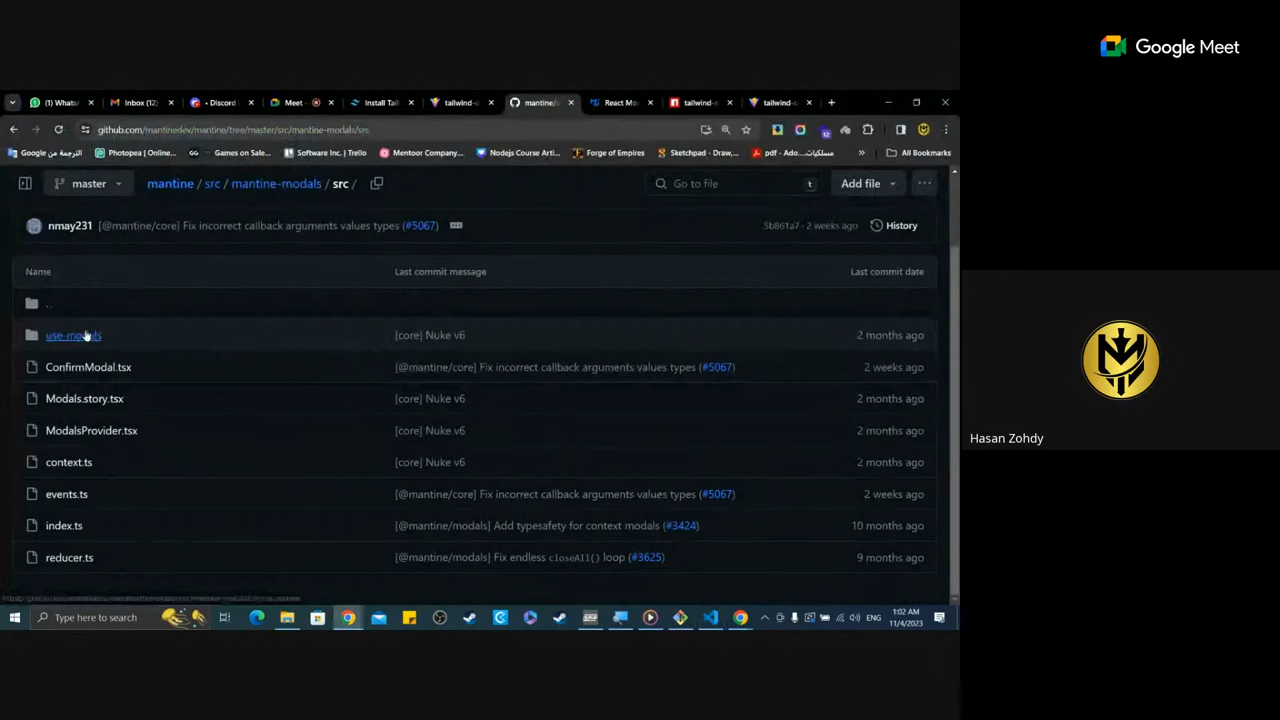 Google Meet
(1) Whats
Inbox (12)
• Discord
Meet -
Install Tail
tailwind-u
mantine/
React Mo
tailwind-n
tailwind-
github.com/mantinedev/mantine/tree/master/src/mantine-modals/src
الترجمة من Google
Photopea | Online...
Games on Sale...
Software Inc. | Trello
Mentoor Company...
Nodejs Course Arti...
Forge of Empires
Sketchpad - Draw,...
pdf - Ado...مسلكيات
»
All Bookmarks
master
mantine / src / mantine-modals / src /
Go to file
t
Add file
nmay231 [@mantine/core] Fix incorrect callback arguments values types (#5067)
5b861a7 · 2 weeks ago
History
Name
Last commit message
Last commit date
..
use-modals
[core] Nuke v6
2 months ago
ConfirmModal.tsx
[@mantine/core] Fix incorrect callback arguments values types (#5067)
2 weeks ago
Modals.story.tsx
[core] Nuke v6
2 months ago
ModalsProvider.tsx
[core] Nuke v6
2 months ago
context.ts
[core] Nuke v6
2 months ago
events.ts
[@mantine/core] Fix incorrect callback arguments values types (#5067)
2 weeks ago
index.ts
[@mantine/modals] Add typesafety for context modals (#3424)
10 months ago
reducer.ts
[@mantine/modals] Fix endless closeAll() loop (#3625)
9 months ago
Type here to search
ENG
1:02 AM
11/4/2023
Hasan Zohdy